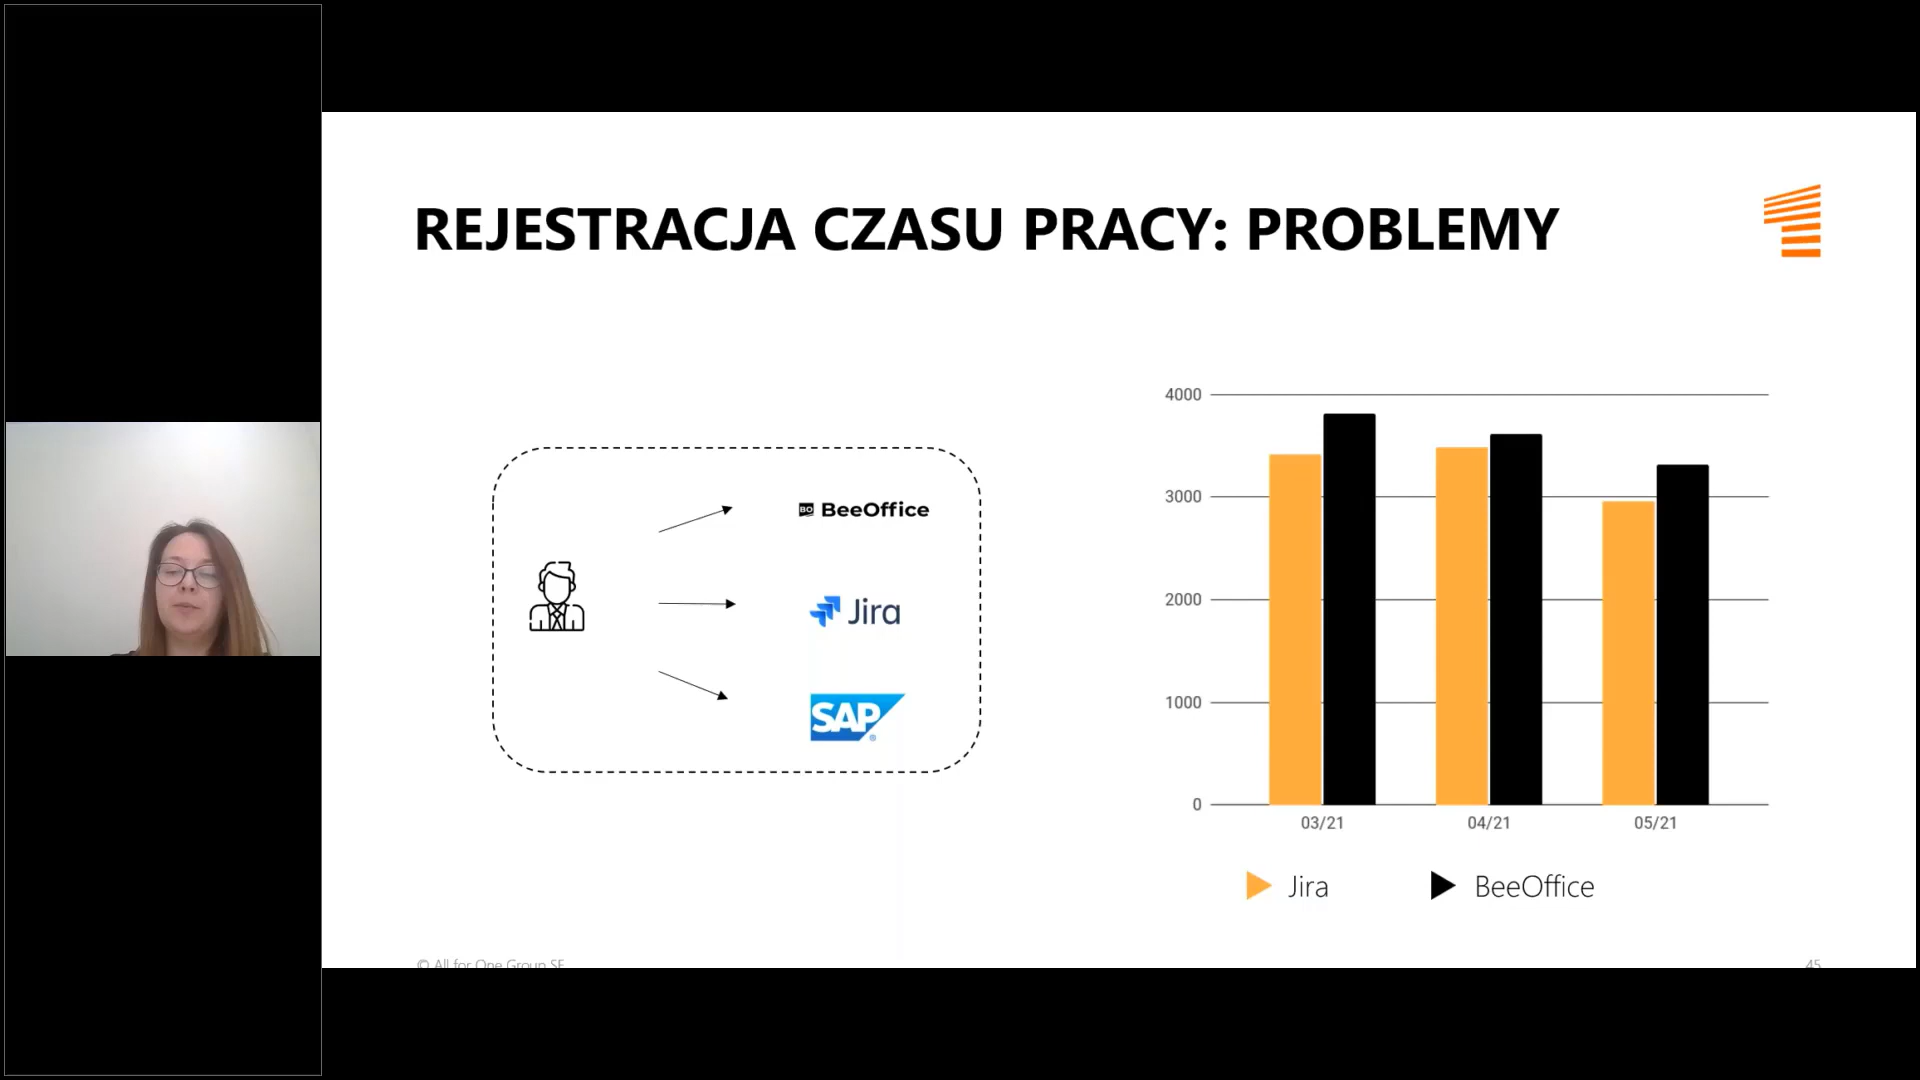 REJESTRACJA CZASU PRACY: PROBLEMY
BO BeeOffice
Jira
SAP®
4000
3000
2000
1000
0
03/21 04/21 05/21
Jira BeeOffice
© All for One Group SE 45